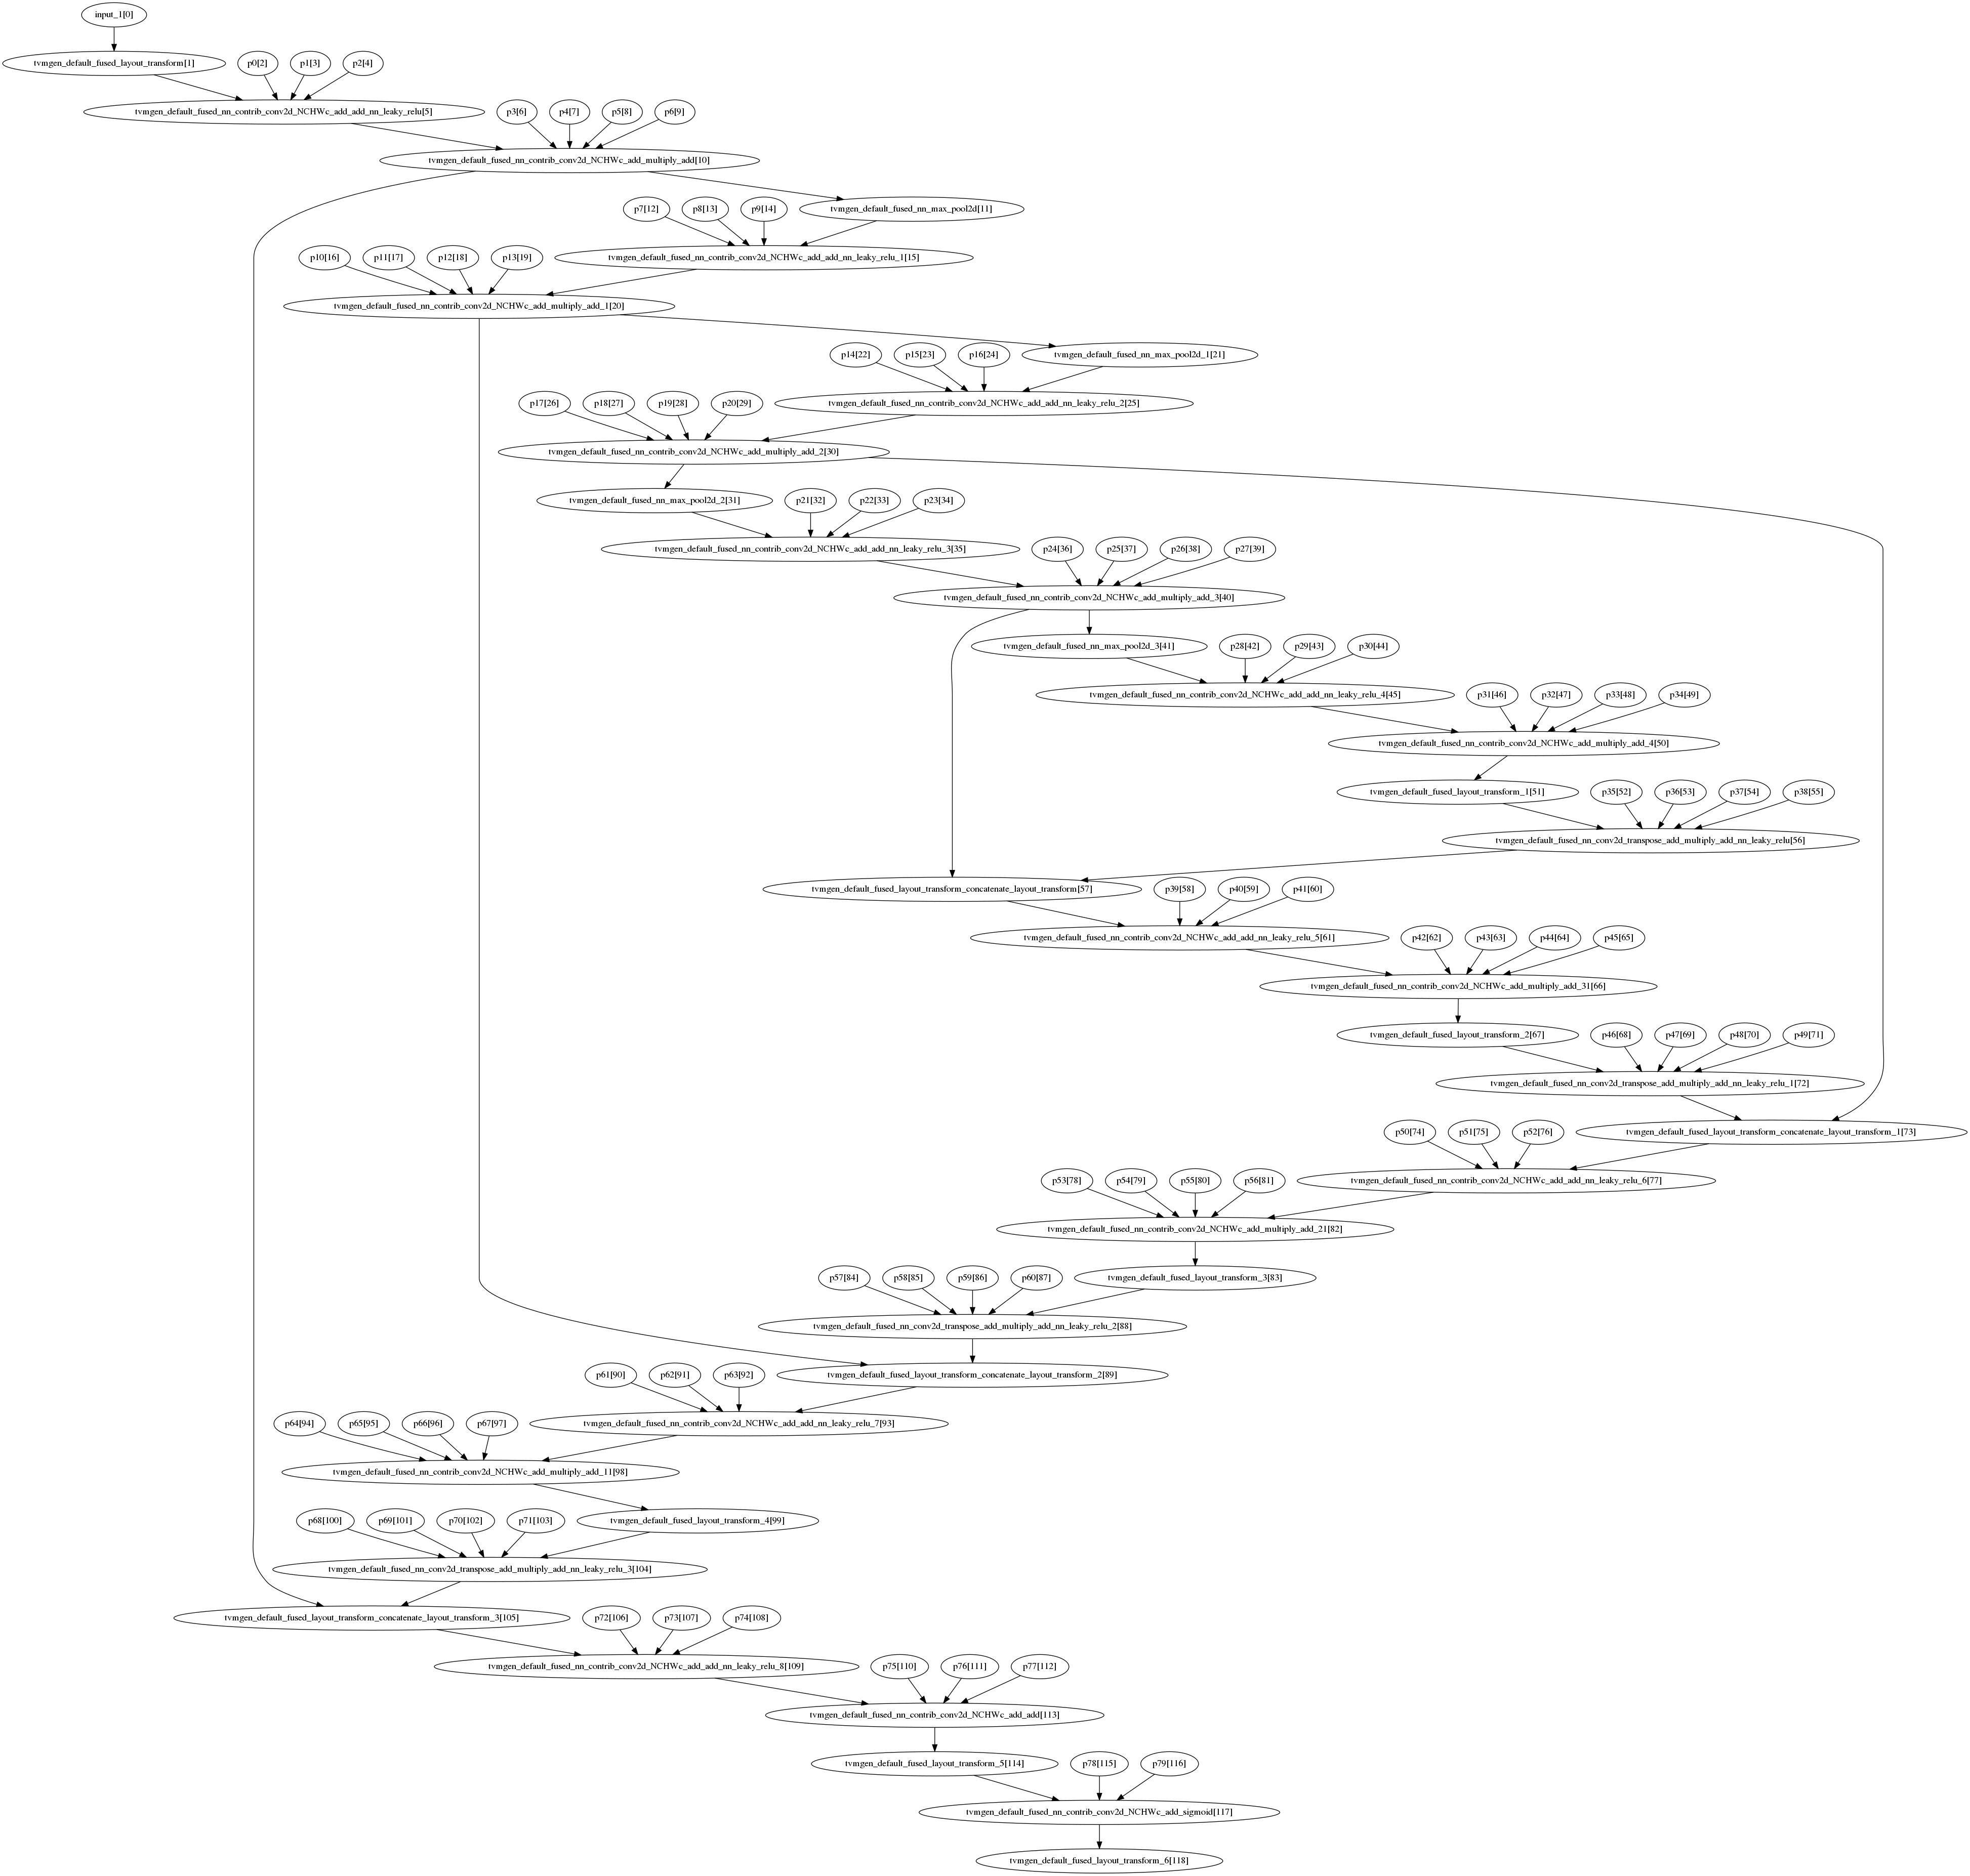 input_1[0]
tvmgen_default_fused_layout_transform[1]
p0[2]
p1[3]
p2[4]
tvmgen_default_fused_nn_contrib_conv2d_NCHWc_add_add_nn_leaky_relu[5]
p3[6]
p4[7]
p5[8]
p6[9]
tvmgen_default_fused_nn_contrib_conv2d_NCHWc_add_multiply_add[10]
p7[12]
p8[13]
p9[14]
tvmgen_default_fused_nn_max_pool2d[11]
p10[16]
p11[17]
p12[18]
p13[19]
tvmgen_default_fused_nn_contrib_conv2d_NCHWc_add_add_nn_leaky_relu_1[15]
tvmgen_default_fused_nn_contrib_conv2d_NCHWc_add_multiply_add_1[20]
p14[22]
p15[23]
p16[24]
tvmgen_default_fused_nn_max_pool2d_1[21]
p17[26]
p18[27]
p19[28]
p20[29]
tvmgen_default_fused_nn_contrib_conv2d_NCHWc_add_add_nn_leaky_relu_2[25]
tvmgen_default_fused_nn_contrib_conv2d_NCHWc_add_multiply_add_2[30]
tvmgen_default_fused_nn_max_pool2d_2[31]
p21[32]
p22[33]
p23[34]
tvmgen_default_fused_nn_contrib_conv2d_NCHWc_add_add_nn_leaky_relu_3[35]
p24[36]
p25[37]
p26[38]
p27[39]
tvmgen_default_fused_nn_contrib_conv2d_NCHWc_add_multiply_add_3[40]
tvmgen_default_fused_nn_max_pool2d_3[41]
p28[42]
p29[43]
p30[44]
tvmgen_default_fused_nn_contrib_conv2d_NCHWc_add_add_nn_leaky_relu_4[45]
p31[46]
p32[47]
p33[48]
p34[49]
tvmgen_default_fused_nn_contrib_conv2d_NCHWc_add_multiply_add_4[50]
tvmgen_default_fused_layout_transform_1[51]
p35[52]
p36[53]
p37[54]
p38[55]
tvmgen_default_fused_nn_conv2d_transpose_add_multiply_add_nn_leaky_relu[56]
tvmgen_default_fused_layout_transform_concatenate_layout_transform[57]
p39[58]
p40[59]
p41[60]
tvmgen_default_fused_nn_contrib_conv2d_NCHWc_add_add_nn_leaky_relu_5[61]
p42[62]
p43[63]
p44[64]
p45[65]
tvmgen_default_fused_nn_contrib_conv2d_NCHWc_add_multiply_add_31[66]
tvmgen_default_fused_layout_transform_2[67]
p46[68]
p47[69]
p48[70]
p49[71]
tvmgen_default_fused_nn_conv2d_transpose_add_multiply_add_nn_leaky_relu_1[72]
p50[74]
p51[75]
p52[76]
tvmgen_default_fused_layout_transform_concatenate_layout_transform_1[73]
p53[78]
p54[79]
p55[80]
p56[81]
tvmgen_default_fused_nn_contrib_conv2d_NCHWc_add_add_nn_leaky_relu_6[77]
tvmgen_default_fused_nn_contrib_conv2d_NCHWc_add_multiply_add_21[82]
p57[84]
p58[85]
p59[86]
p60[87]
tvmgen_default_fused_layout_transform_3[83]
tvmgen_default_fused_nn_conv2d_transpose_add_multiply_add_nn_leaky_relu_2[88]
p61[90]
p62[91]
p63[92]
tvmgen_default_fused_layout_transform_concatenate_layout_transform_2[89]
p64[94]
p65[95]
p66[96]
p67[97]
tvmgen_default_fused_nn_contrib_conv2d_NCHWc_add_add_nn_leaky_relu_7[93]
tvmgen_default_fused_nn_contrib_conv2d_NCHWc_add_multiply_add_11[98]
p68[100]
p69[101]
p70[102]
p71[103]
tvmgen_default_fused_layout_transform_4[99]
tvmgen_default_fused_nn_conv2d_transpose_add_multiply_add_nn_leaky_relu_3[104]
tvmgen_default_fused_layout_transform_concatenate_layout_transform_3[105]
p72[106]
p73[107]
p74[108]
tvmgen_default_fused_nn_contrib_conv2d_NCHWc_add_add_nn_leaky_relu_8[109]
p75[110]
p76[111]
p77[112]
tvmgen_default_fused_nn_contrib_conv2d_NCHWc_add_add[113]
tvmgen_default_fused_layout_transform_5[114]
p78[115]
p79[116]
tvmgen_default_fused_nn_contrib_conv2d_NCHWc_add_sigmoid[117]
tvmgen_default_fused_layout_transform_6[118]